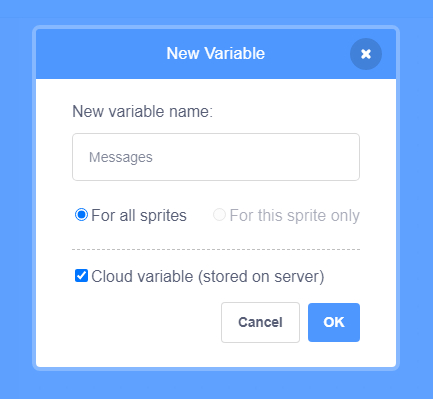 New Variable
New variable name:
Messages
For all sprites For this sprite only
Cloud variable (stored on server)
Cancel OK